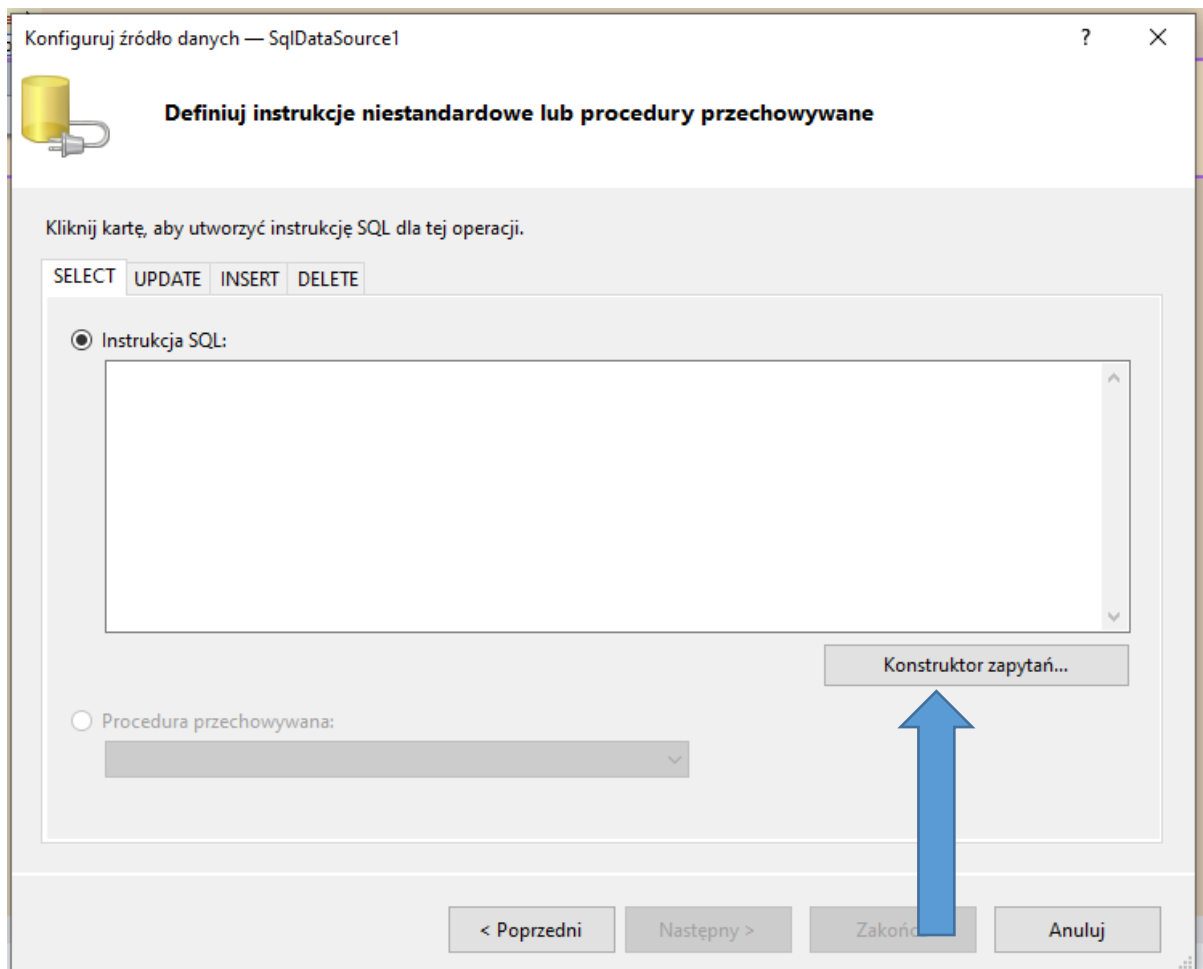 Konfiguruj źródło danych — SqlDataSource1
?
Definiuj instrukcje niestandardowe lub procedury przechowywane
Kliknij kartę, aby utworzyć instrukcję SQL dla tej operacji.
SELECT UPDATE INSERT DELETE
Instrukcja SQL:
Konstruktor zapytań...
Procedura przechowywana:
< Poprzedni Następny > Anuluj